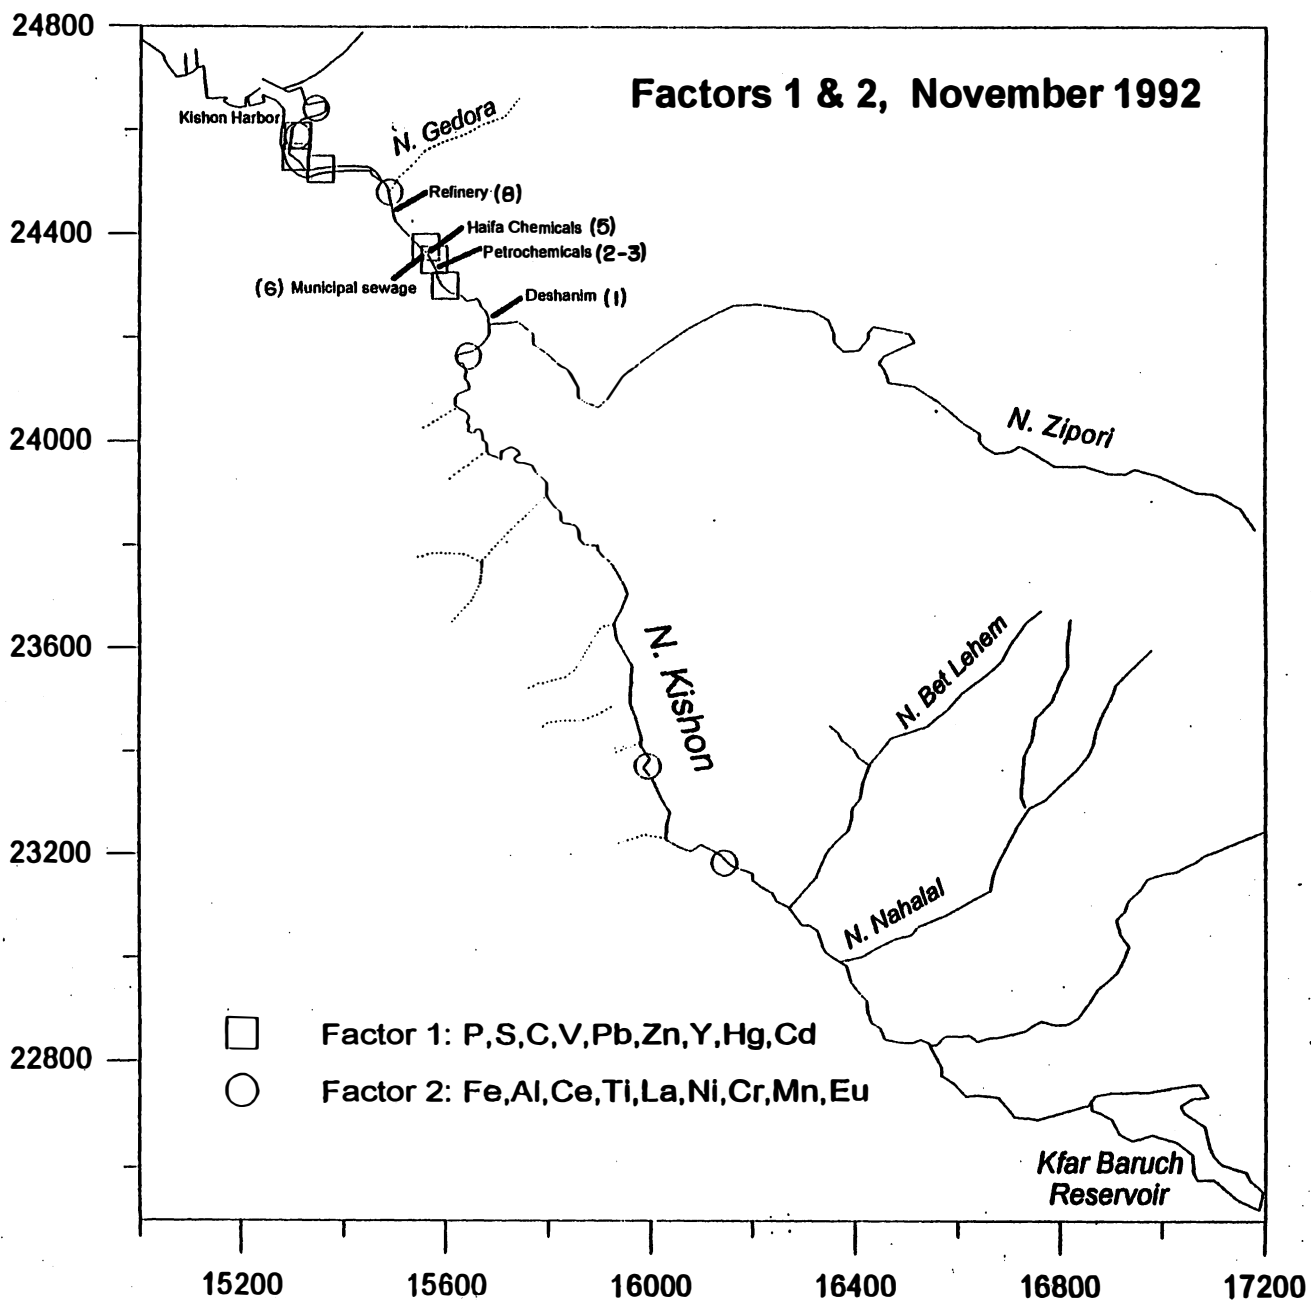 24800
Factors 1 & 2, November 1992
Kishon Harbor
N. Gedora
Refinery (8)
24400
Haifa Chemicals (5)
Petrochemicals (2-3)
(6) Municipal sewage
Deshanim (1)
24000
N. Zipori
23600
N. Kishon
N. Bet Lehem
23200
N. Nahalal
Factor 1: P,S,C,V,Pb,Zn,Y,Hg,Cd
22800
Factor 2: Fe,Al,Ce,Ti,La,Ni,Cr,Mn,Eu
Kfar Baruch
Reservoir
15200 15600 16000 16400 16800 17200